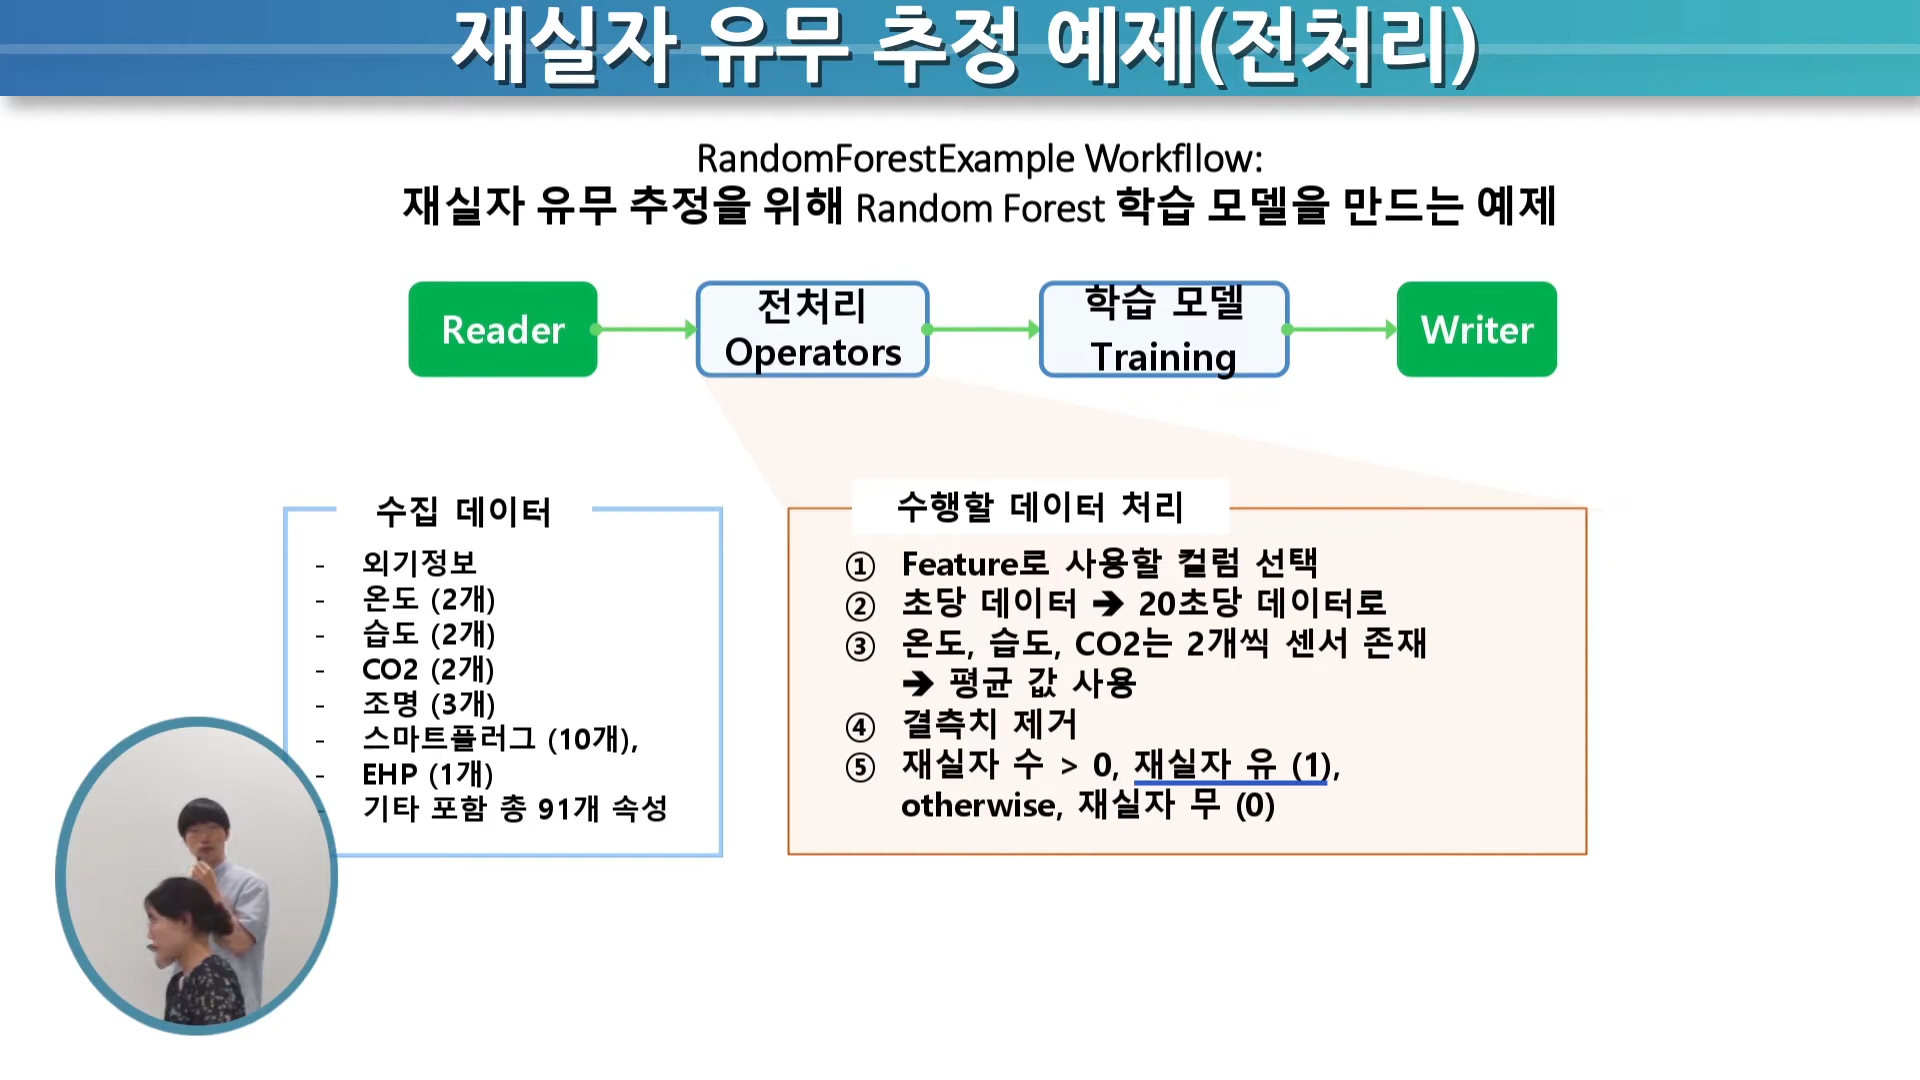 재실자 유무 추정 예제(전처리)
RandomForestExample Workfllow:
재실자 유무 추정을 위해 Random Forest 학습 모델을 만드는 예제
Reader
전처리
Operators
학습 모델
Training
Writer
수집 데이터
- 외기정보
- 온도 (2개)
- 습도 (2개)
- CO2 (2개)
- 조명 (3개)
- 스마트플러그 (10개),
- EHP (1개)
- 기타 포함 총 91개 속성
수행할 데이터 처리
① Feature로 사용할 컬럼 선택
② 초당 데이터 → 20초당 데이터로
③ 온도, 습도, CO2는 2개씩 센서 존재
→ 평균 값 사용
④ 결측치 제거
⑤ 재실자 수 > 0, 재실자 유 (1),
otherwise, 재실자 무 (0)